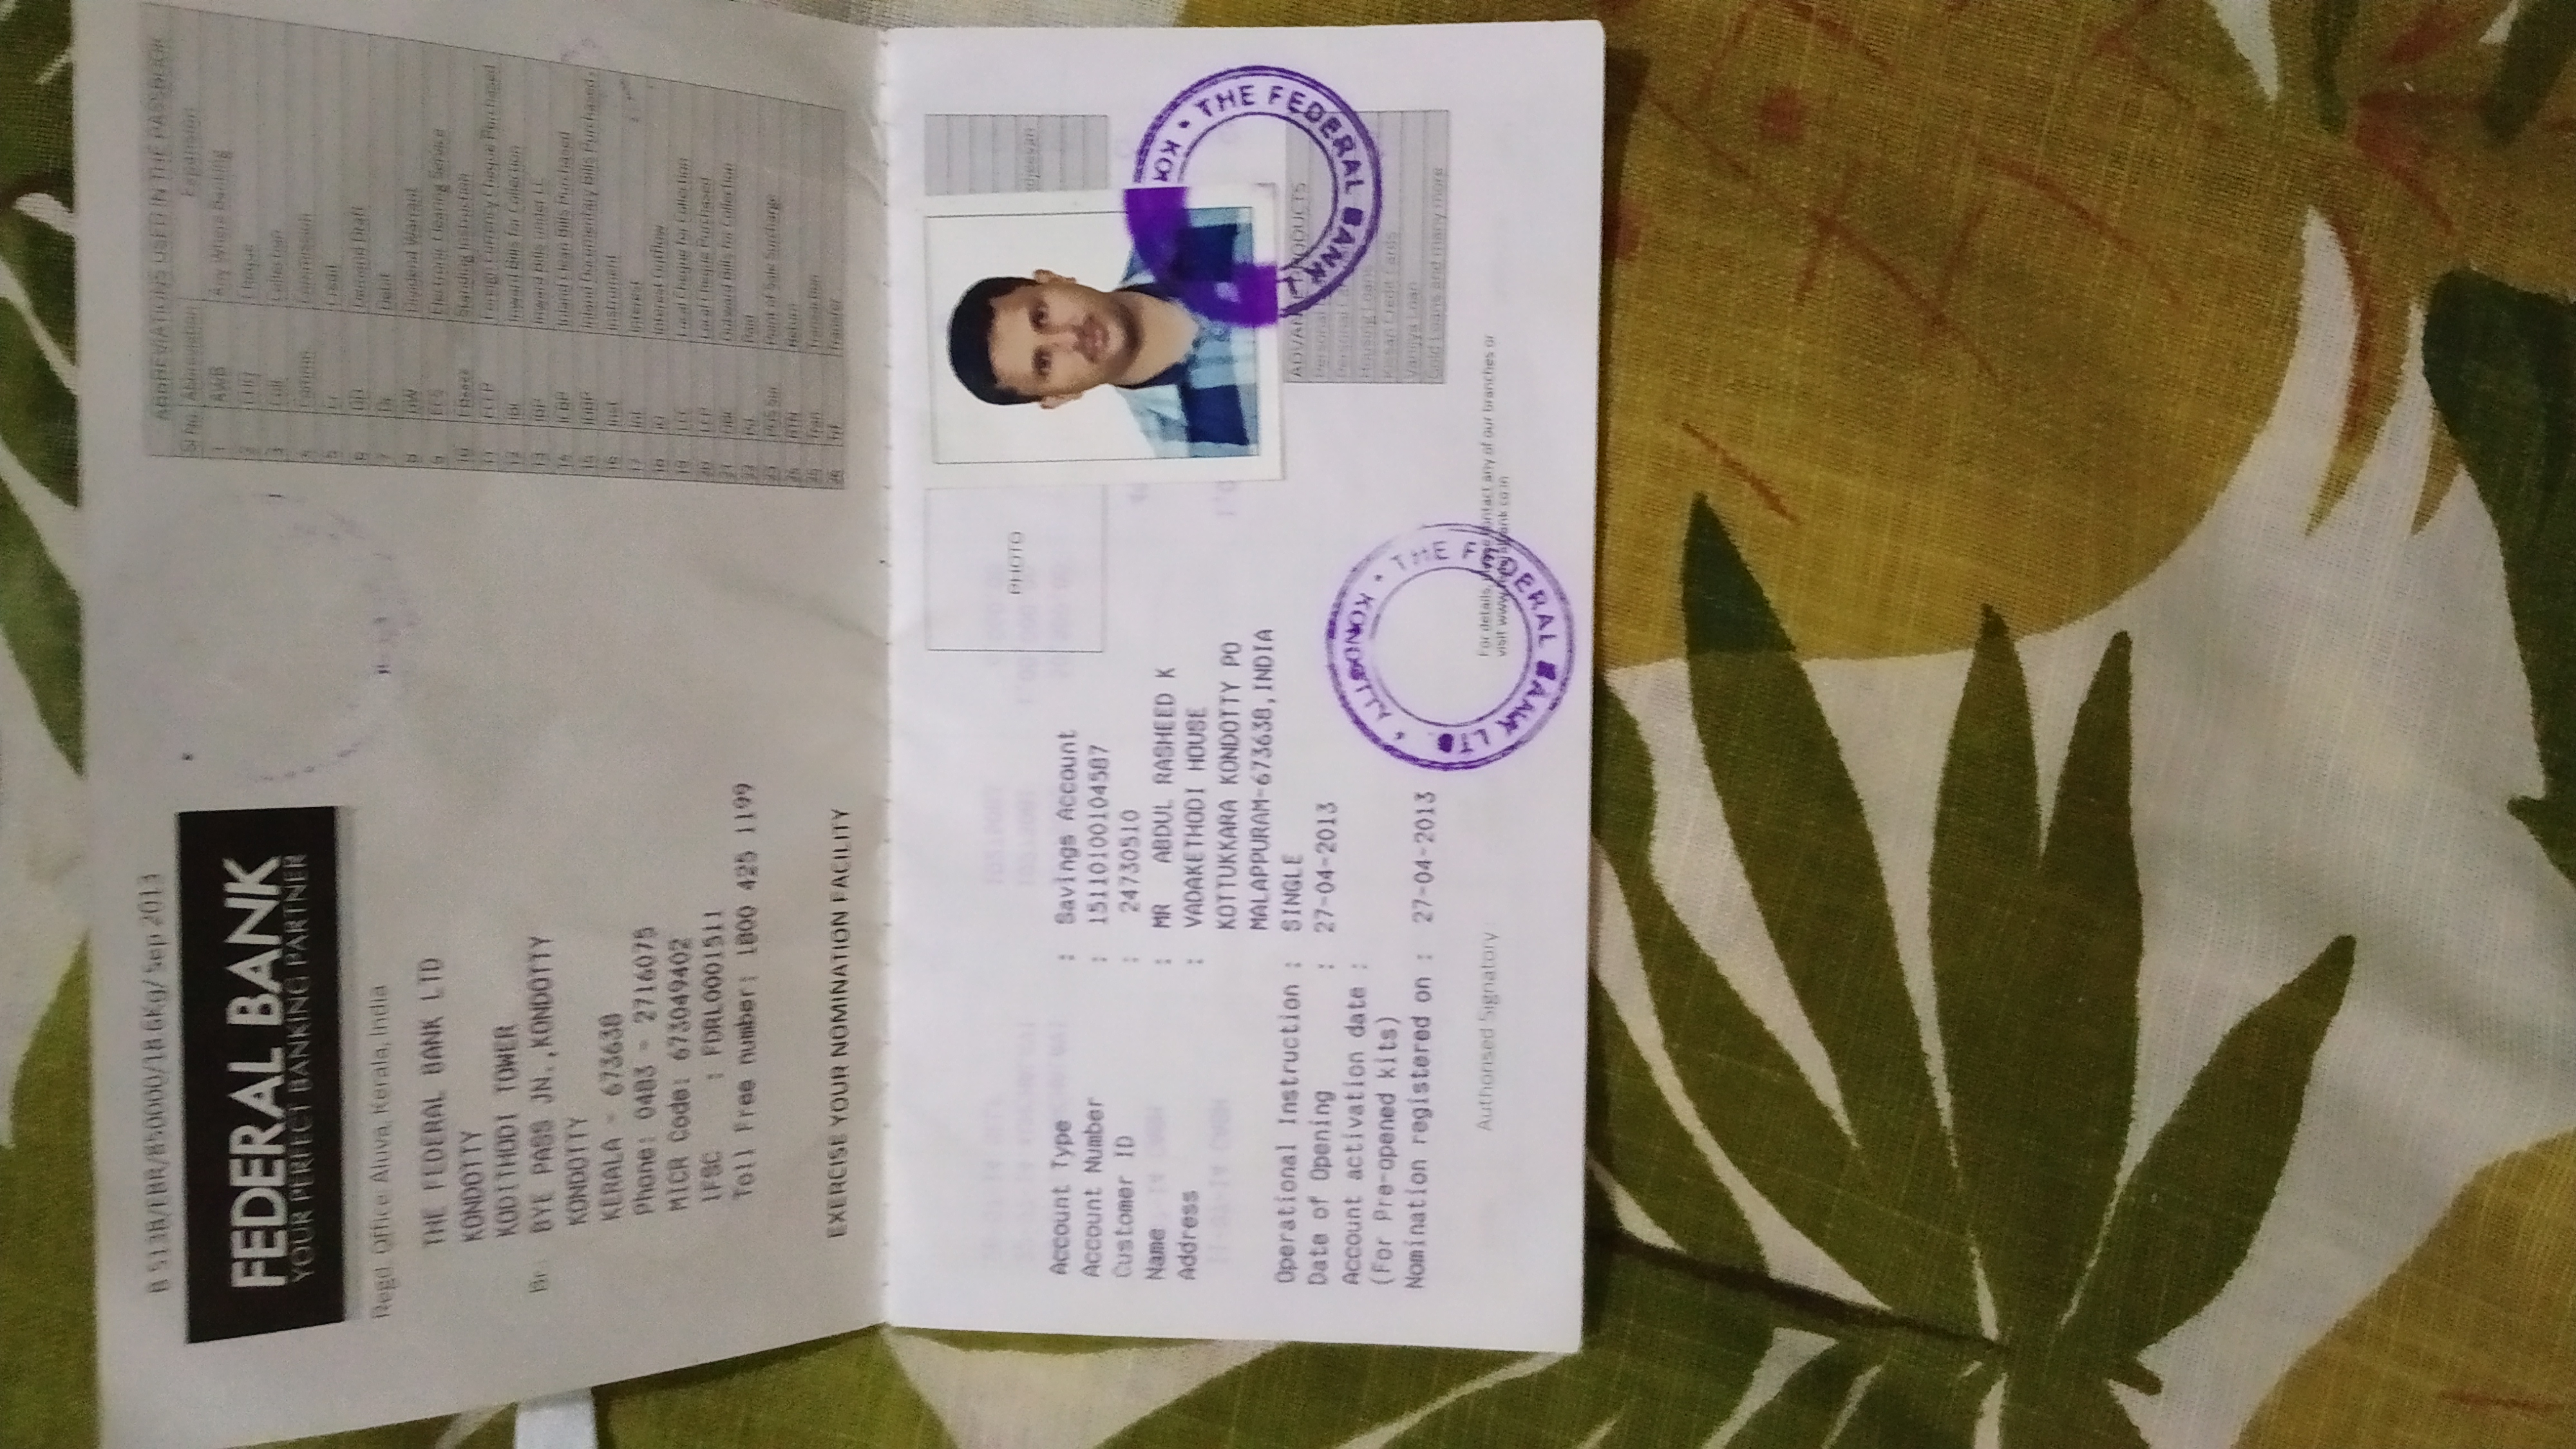 B 513B/FBR/850000/18.6Kg/ Sep 2013
FEDERAL BANK
YOUR PERFECT BANKING PARTNER
Regd. Office: Aluva, Kerala, India
THE FEDERAL BANK LTD
KONDOTTY
KODITHODI TOWER
Br: BYE PASS JN.,KONDOTTY
KONDOTTY
KERALA - 673638
Phone: 0483 - 2716075
MICR Code: 673049402
IFSC : FDRL0001511
Toll Free number: 1800 425 1199
EXERCISE YOUR NOMINATION FACILITY
ABBREVIATIONS USED IN THE PASSBOOK
Sl No. Abbreviation Expansion
1 AWB Any Where Banking
2 CHQ Cheque
3 Coll Collection
4 Comm Commission
5 Cr Credit
6 DD Demand Draft
7 Dr Debit
8 DW Dividend Warrant
9 ECS Electronic Clearing Service
10 Standing Instruction
11 FCCP Foreign Currency Cheque Purchased
12 IBC Inward Bills for Collection
13 IBP Inward Bills under LC
14 ICBP Inland Clean Bills Purchased
15 IDBP Inland Documentary Bills Purchased
16 Inst Instrument
17 Int Interest
18 IO Interest Outflow
19 LCC Local Cheque for Collection
20 LCP Local Cheque Purchased
21 OBC Outward Bills for Collection
22 Pd. Paid
23 POS Sur Point of Sale Surcharge
24 RTN Return
25 Tran Transaction
26 Trf Transfer
PHOTO
Account Type : Savings Account
Account Number : 15110100104587
Customer ID : 24730510
Name : MR ABDUL RASHEED K
Address : VADAKETHODI HOUSE
KOTTUKKARA KONDOTTY PO
MALAPPURAM-673638,INDIA
Operational Instruction : SINGLE
Date of Opening : 27-04-2013
Account activation date :
(For Pre-opened kits)
Nomination registered on : 27-04-2013
Authorised Signatory
THE FEDERAL BANK LTD. • KONDOTTY •
THE FEDERAL BANK LT
ADVAN E PRODUCTS
Personal
Personal
Housing Loans
Kissan Credit Cards
Vanijya Loan
Gold Loans and many more
For details, please contact any of our branches or
visit www.federalbank.co.in